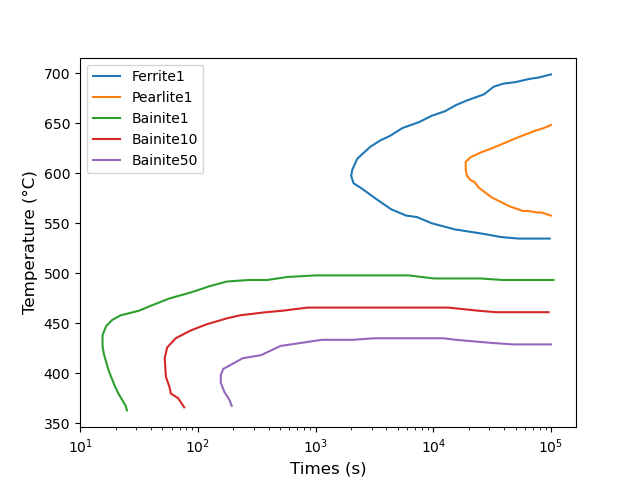 Ferrite1
Pearlite1
Bainite1
Bainite10
Bainite50
700
650
600
550
500
450
400
350
Temperature (°C)
10¹ 10² 10³ 10⁴ 10⁵
Times (s)